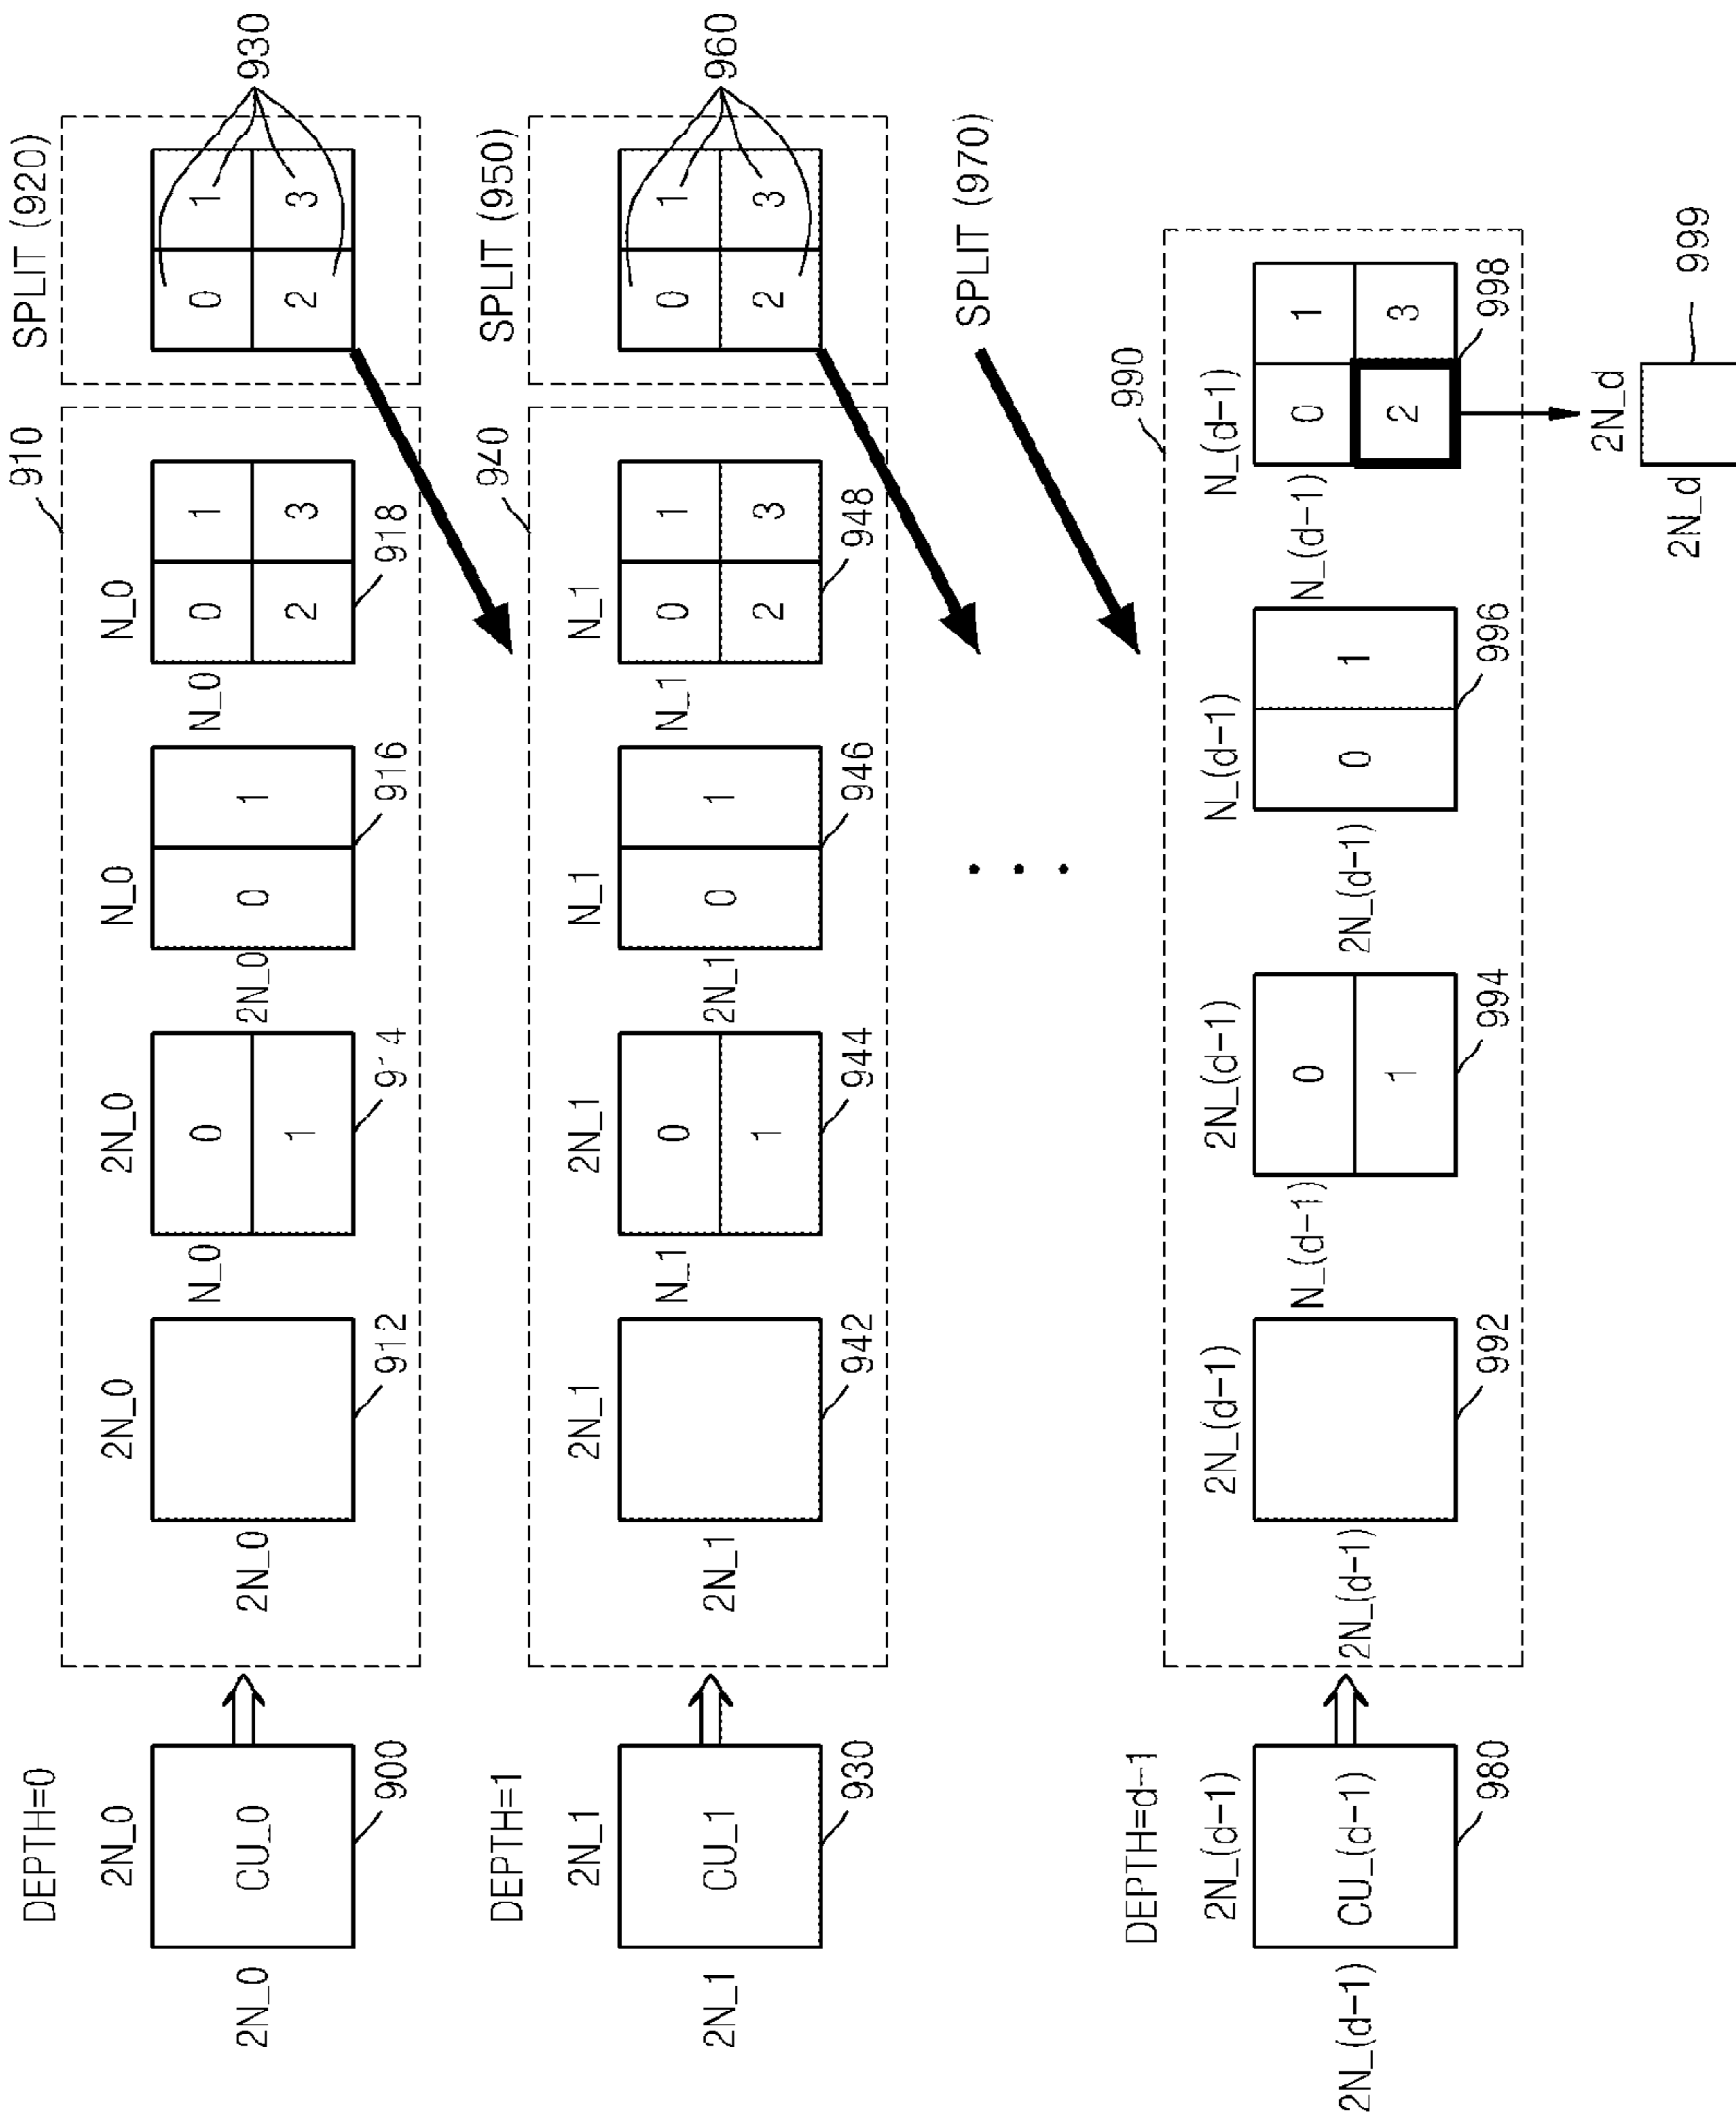 DEPTH=0
2N_0
2N_0
CU_0
900
910
2N_0
2N_0
912
2N_0
N_0
0
1
914
N_0
2N_0
0
1
916
N_0
N_0
0
1
2
3
918
SPLIT (920)
0
1
2
3
930
DEPTH=1
2N_1
2N_1
CU_1
930
940
2N_1
2N_1
942
2N_1
N_1
0
1
944
N_1
2N_1
0
1
946
N_1
N_1
0
1
2
3
948
SPLIT (950)
0
1
2
3
960
SPLIT (970)
DEPTH=d-1
2N_(d-1)
2N_(d-1)
CU_(d-1)
980
990
2N_(d-1)
2N_(d-1)
992
2N_(d-1)
N_(d-1)
0
1
994
N_(d-1)
2N_(d-1)
0
1
996
N_(d-1)
N_(d-1)
0
1
2
3
998
2N_d
2N_d
999